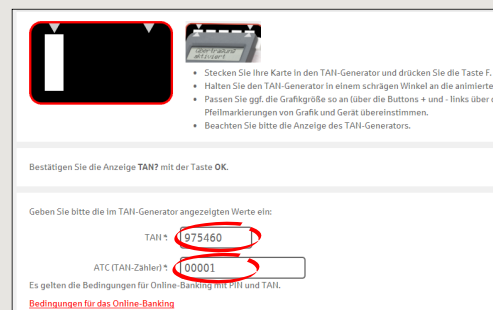 Übertragung
aktiviert
• Stecken Sie Ihre Karte in den TAN-Generator und drücken Sie die Taste F.
• Halten Sie den TAN-Generator in einem schrägen Winkel an die animierte
• Passen Sie ggf. die Grafikgröße so an (über die Buttons + und - links über
Pfeilmarkierungen von Grafik und Gerät übereinstimmen.
• Beachten Sie bitte die Anzeige des TAN-Generators.
Bestätigen Sie die Anzeige TAN? mit der Taste OK.
Geben Sie bitte die im TAN-Generator angezeigten Werte ein:
TAN *: 975460
ATC (TAN-Zähler) *: 00001
Es gelten die Bedingungen für Online-Banking mit PIN und TAN.
Bedingungen für das Online-Banking